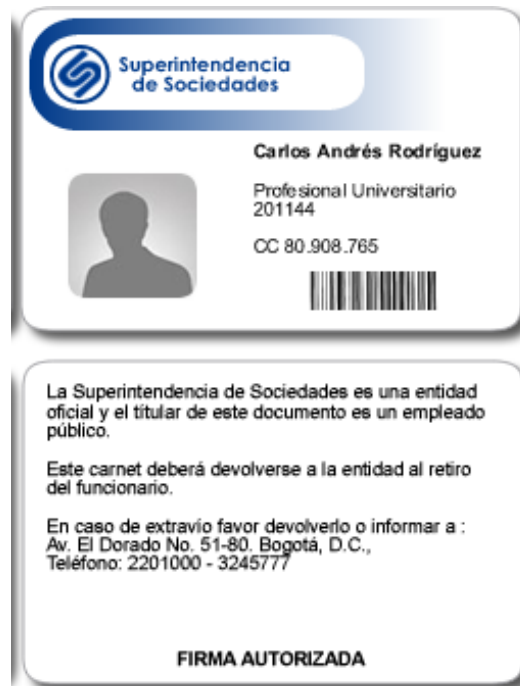 Superintendencia
de Sociedades
Carlos Andrés Rodríguez
Profesional Universitario
201144
CC 80.908.765
La Superintendencia de Sociedades es una entidad
oficial y el títular de este documento es un empleado
público.
Este carnet deberá devolverse a la entidad al retiro
del funcionario.
En caso de extravío favor devolverlo o informar a :
Av. El Dorado No. 51-80. Bogotá, D.C.,
Teléfono: 2201000 - 3245777
FIRMA AUTORIZADA